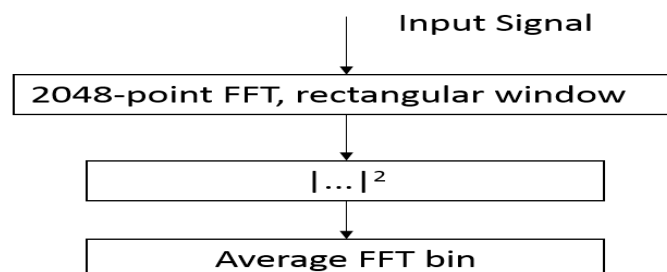 Input Signal
2048-point FFT, rectangular window
|...|²
Average FFT bin